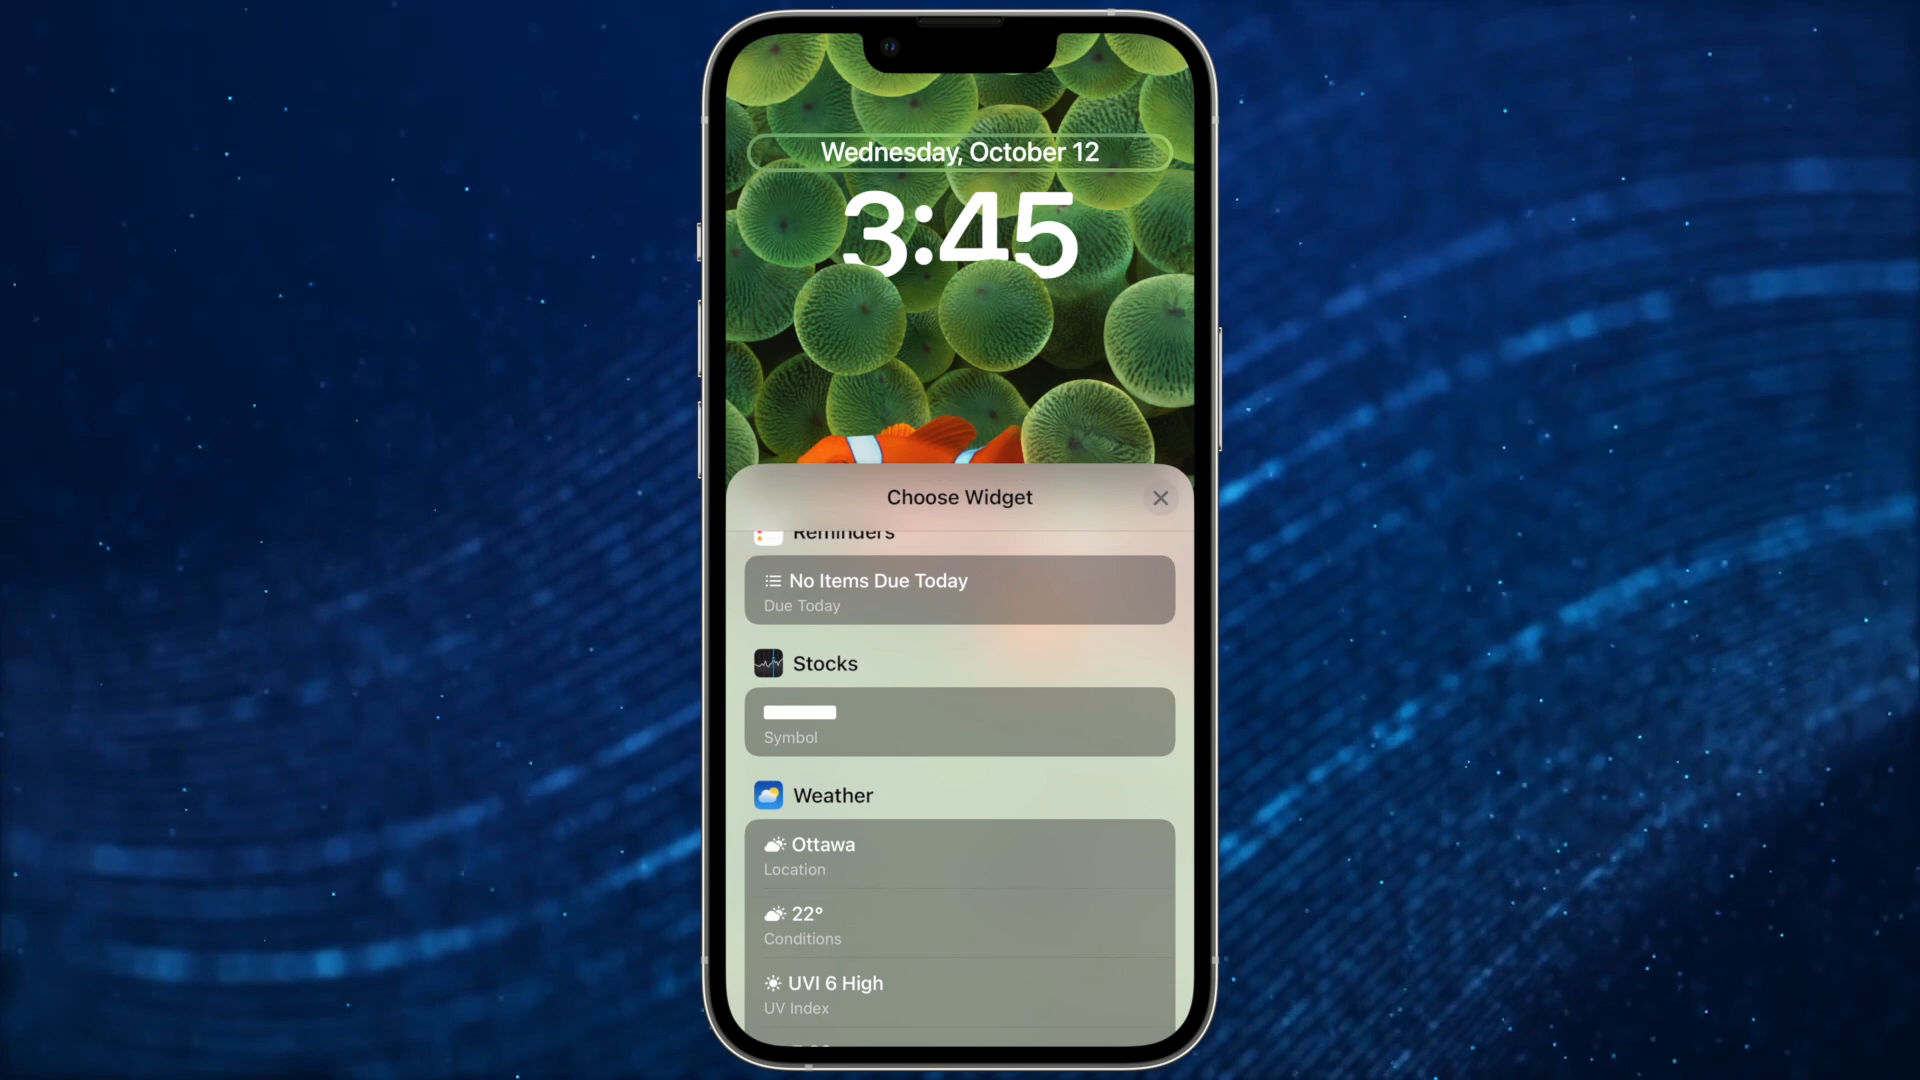 Wednesday, October 12
3:45
Choose Widget
Reminders
No Items Due Today
Due Today
Stocks
Symbol
Weather
Ottawa
Location
22°
Conditions
UVI 6 High
UV Index